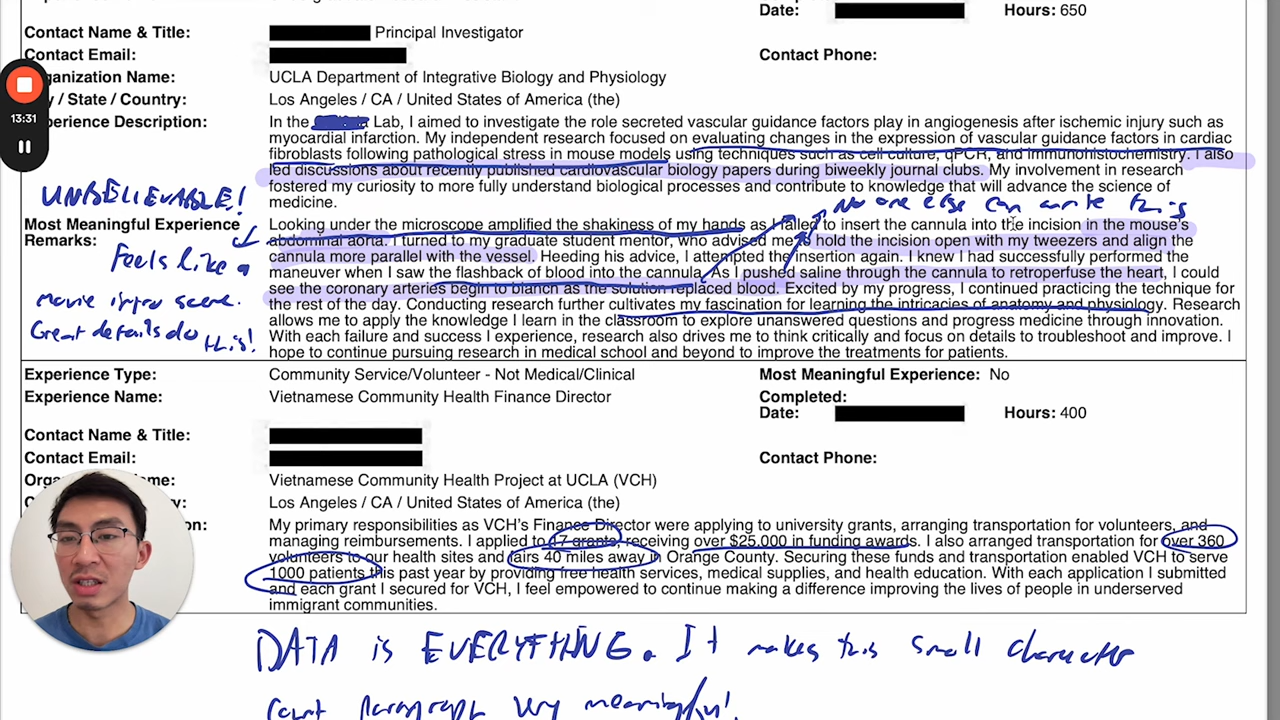 Date: Hours: 650
Contact Name & Title: Principal Investigator
Contact Email: Contact Phone:
ganization Name: UCLA Department of Integrative Biology and Physiology
/ State / Country: Los Angeles / CA / United States of America (the)
perience Description: In the Lab, I aimed to investigate the role secreted vascular guidance factors play in angiogenesis after ischemic injury such as
13:31
myocardial infarction. My independent research focused on evaluating changes in the expression of vascular guidance factors in cardiac
fibroblasts following pathological stress in mouse models using techniques such as cell culture, qPCR, and immunohistochemistry. I also
led discussions about recently published cardiovascular biology papers during biweekly journal clubs. My involvement in research
fostered my curiosity to more fully understand biological processes and contribute to knowledge that will advance the science of
medicine.
UNBELIEVABLE!
No one else can write this
Most Meaningful Experience Looking under the microscope amplified the shakiness of my hands as I failed to insert the cannula into the incision in the mouse's
Remarks: abdominal aorta. I turned to my graduate student mentor, who advised me to hold the incision open with my tweezers and align the
cannula more parallel with the vessel. Heeding his advice, I attempted the insertion again. I knew I had successfully performed the
maneuver when I saw the flashback of blood into the cannula. As I pushed saline through the cannula to retroperfuse the heart, I could
see the coronary arteries begin to blanch as the solution replaced blood. Excited by my progress, I continued practicing the technique for
the rest of the day. Conducting research further cultivates my fascination for learning the intricacies of anatomy and physiology. Research
allows me to apply the knowledge I learn in the classroom to explore unanswered questions and progress medicine through innovation.
With each failure and success I experience, research also drives me to think critically and focus on details to troubleshoot and improve. I
hope to continue pursuing research in medical school and beyond to improve the treatments for patients.
Feels like a
movie intro scene.
Great details do
this!
Experience Type: Community Service/Volunteer - Not Medical/Clinical Most Meaningful Experience: No
Experience Name: Vietnamese Community Health Finance Director Completed:
Date: Hours: 400
Contact Name & Title:
Contact Email: Contact Phone:
Orga Name: Vietnamese Community Health Project at UCLA (VCH)
Los Angeles / CA / United States of America (the)
on: My primary responsibilities as VCH's Finance Director were applying to university grants, arranging transportation for volunteers, and
managing reimbursements. I applied to 17 grants, receiving over $25,000 in funding awards. I also arranged transportation for over 360
volunteers to our health sites and fairs 40 miles away in Orange County. Securing these funds and transportation enabled VCH to serve
1000 patients this past year by providing free health services, medical supplies, and health education. With each application I submitted
and each grant I secured for VCH, I feel empowered to continue making a difference improving the lives of people in underserved
immigrant communities.
DATA is EVERYTHING. It makes this small character
count paragraph very meaningful!